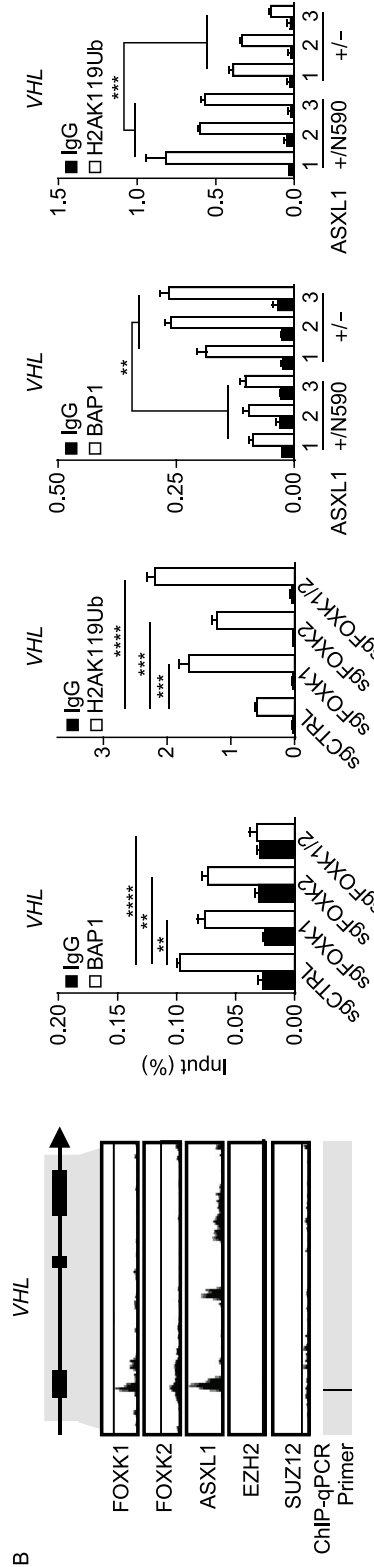 B
VHL
FOXK1
FOXK2
ASXL1
EZH2
SUZ12
ChIP-qPCR
Primer
VHL
IgG
BAP1
Input (%)
0.20
0.15
0.10
0.05
0.00
**** 
**
**
sgCTRL
sgFOXK1
sgFOXK2
sgFOXK1/2
VHL
IgG
H2AK119Ub
3
2
1
0
****
***
***
sgCTRL
sgFOXK1
sgFOXK2
sgFOXK1/2
VHL
IgG
BAP1
0.50
0.25
0.00
**
1 2 3 1 2 3
ASXL1 +/N590 +/-
VHL
IgG
H2AK119Ub
1.5
1.0
0.5
0.0
***
1 2 3 1 2 3
ASXL1 +/N590 +/-